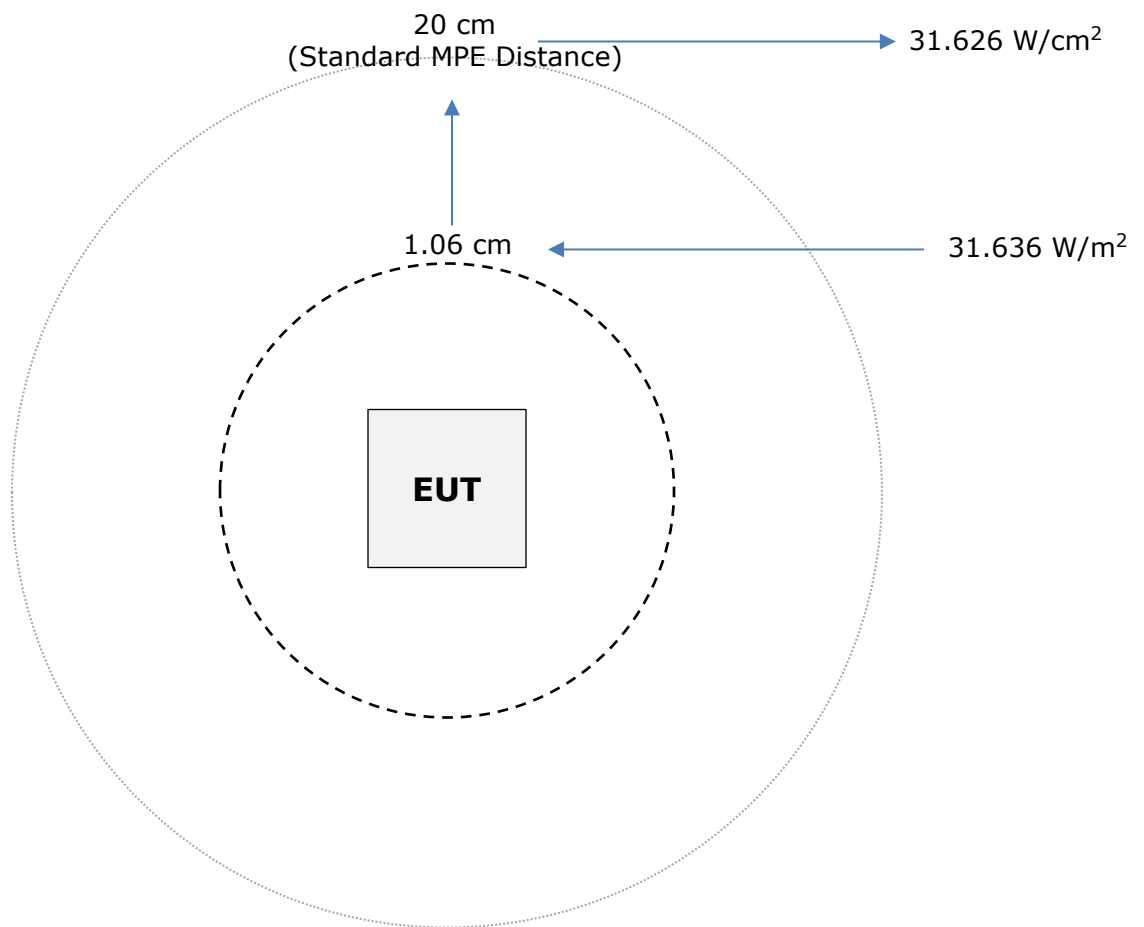 20 cm
(Standard MPE Distance)
31.626 W/cm²
1.06 cm
31.636 W/m²
EUT